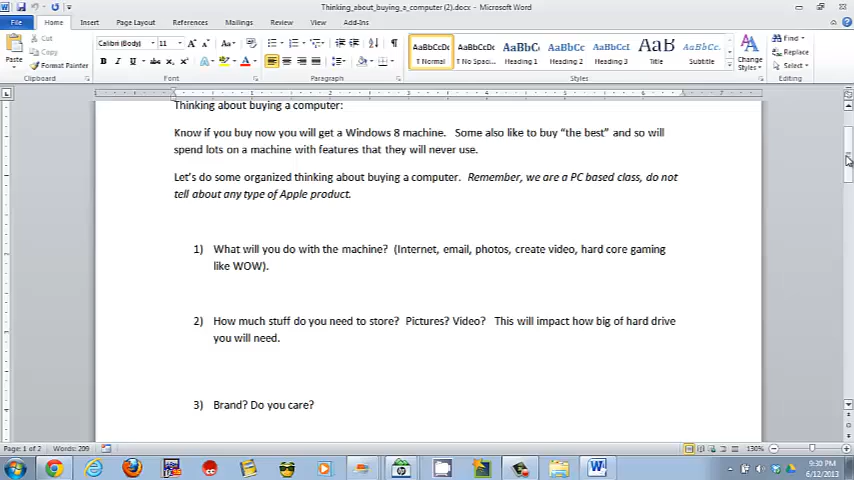 Thinking_about_buying_a_computer (2).docx - Microsoft Word
File Home Insert Page Layout References Mailings Review View Add-Ins
Cut
Copy
Paste
Format Painter
Clipboard
Calibri (Body) 11
Font
Paragraph
AaBbCcDc AaBbCcDc AaBbC AaBbCc AaBbCcI AaB AaBbCc.
¶ Normal ¶ No Spaci... Heading 1 Heading 2 Heading 3 Title Subtitle
Styles
Change
Styles
Find
Replace
Select
Editing
Thinking about buying a computer:
Know if you buy now you will get a Windows 8 machine. Some also like to buy “the best” and so will
spend lots on a machine with features that they will never use.
Let’s do some organized thinking about buying a computer. Remember, we are a PC based class, do not
tell about any type of Apple product.
1) What will you do with the machine? (Internet, email, photos, create video, hard core gaming
like WOW).
2) How much stuff do you need to store? Pictures? Video? This will impact how big of hard drive
you will need.
3) Brand? Do you care?
Page: 1 of 2 Words: 209
130%
9:30 PM
6/12/2013